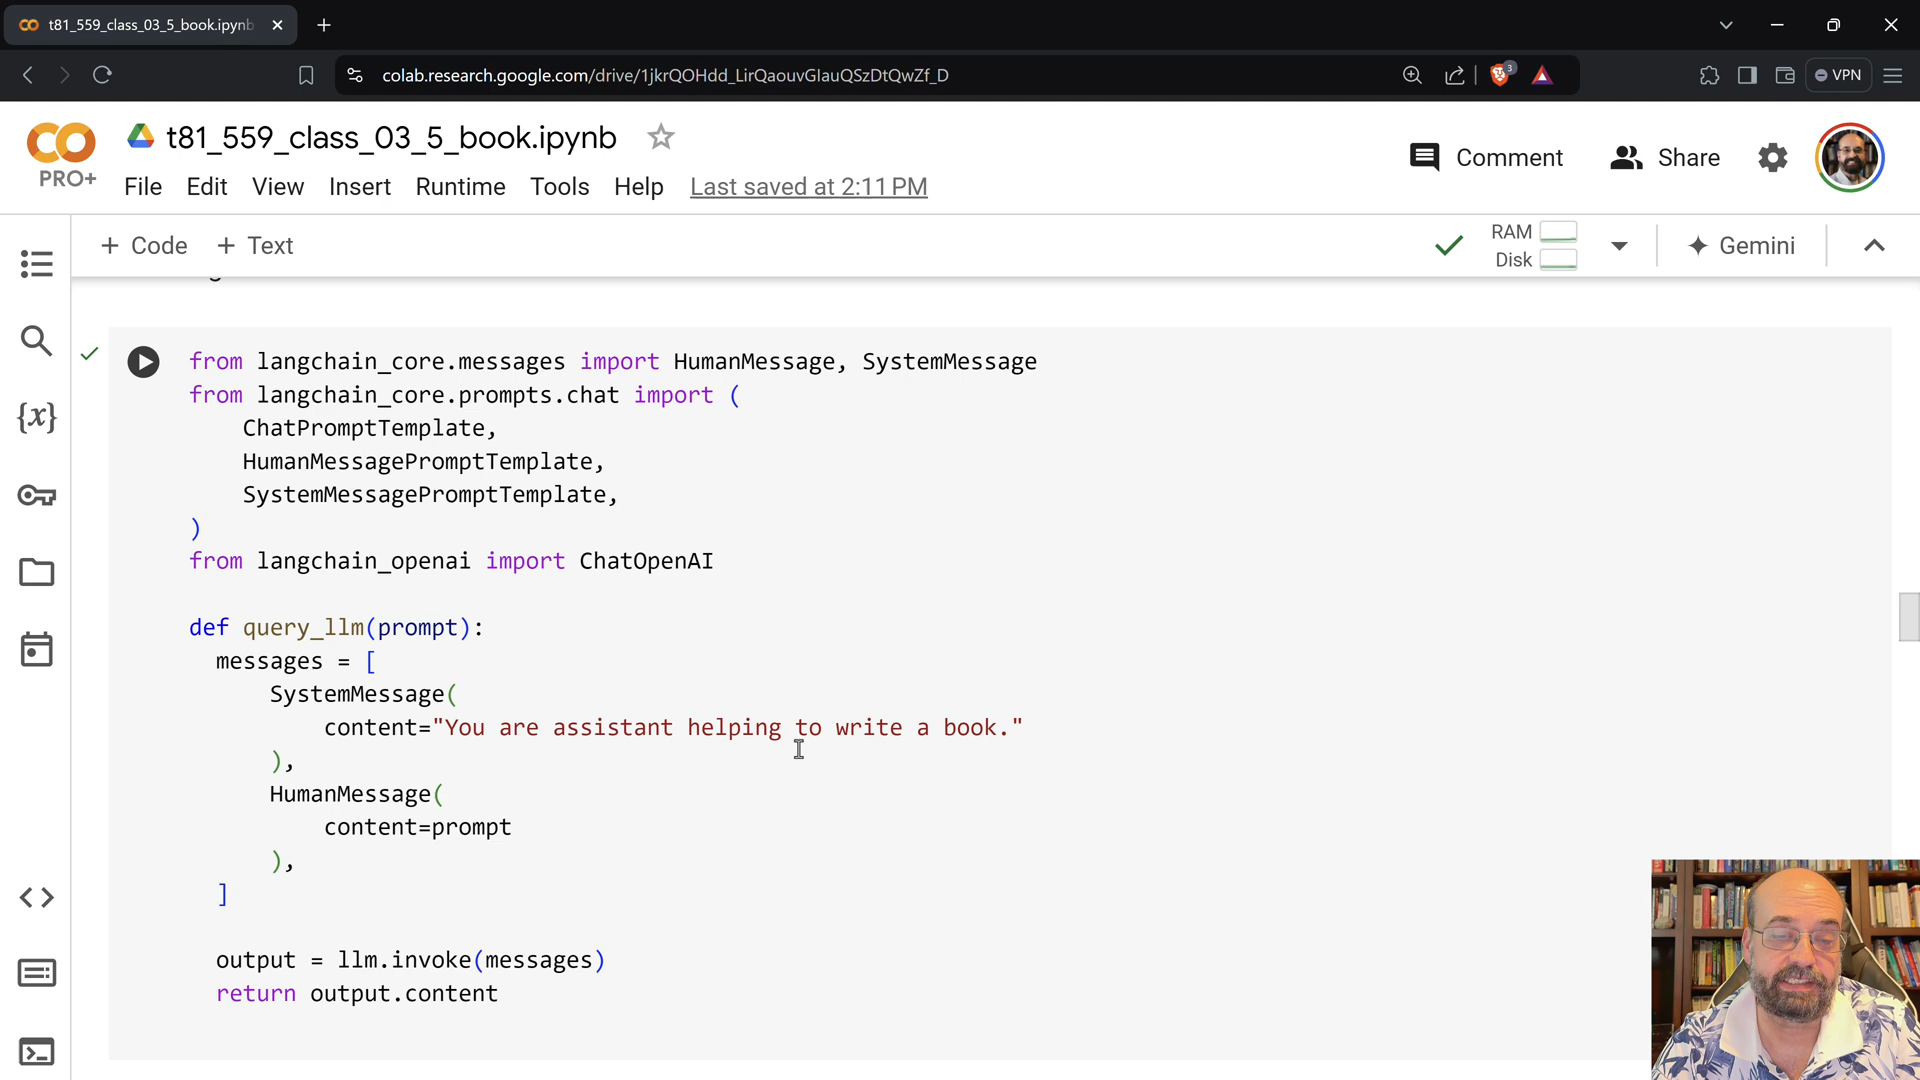 t81_559_class_03_5_book.ipynb
colab.research.google.com/drive/1jkrQOHdd_LirQaouvGlauQSzDtQwZf_D
3
VPN
t81_559_class_03_5_book.ipynb
PRO+
File Edit View Insert Runtime Tools Help Last saved at 2:11 PM
Comment
Share
+ Code + Text
RAM
Disk
Gemini
from langchain_core.messages import HumanMessage, SystemMessage
from langchain_core.prompts.chat import (
    ChatPromptTemplate,
    HumanMessagePromptTemplate,
    SystemMessagePromptTemplate,
)
from langchain_openai import ChatOpenAI
def query_llm(prompt):
  messages = [
      SystemMessage(
          content="You are assistant helping to write a book."
      ),
      HumanMessage(
          content=prompt
      ),
  ]
  output = llm.invoke(messages)
  return output.content